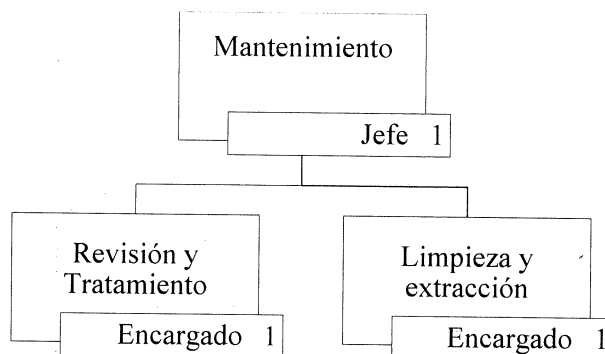 Mantenimiento
Jefe 1
Revisión y
Tratamiento
Encargado 1
Limpieza y
extracción
Encargado 1